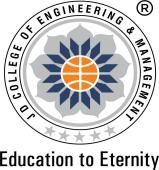 J D COLLEGE OF ENGINEERING & MANAGEMENT
®
Education to Eternity